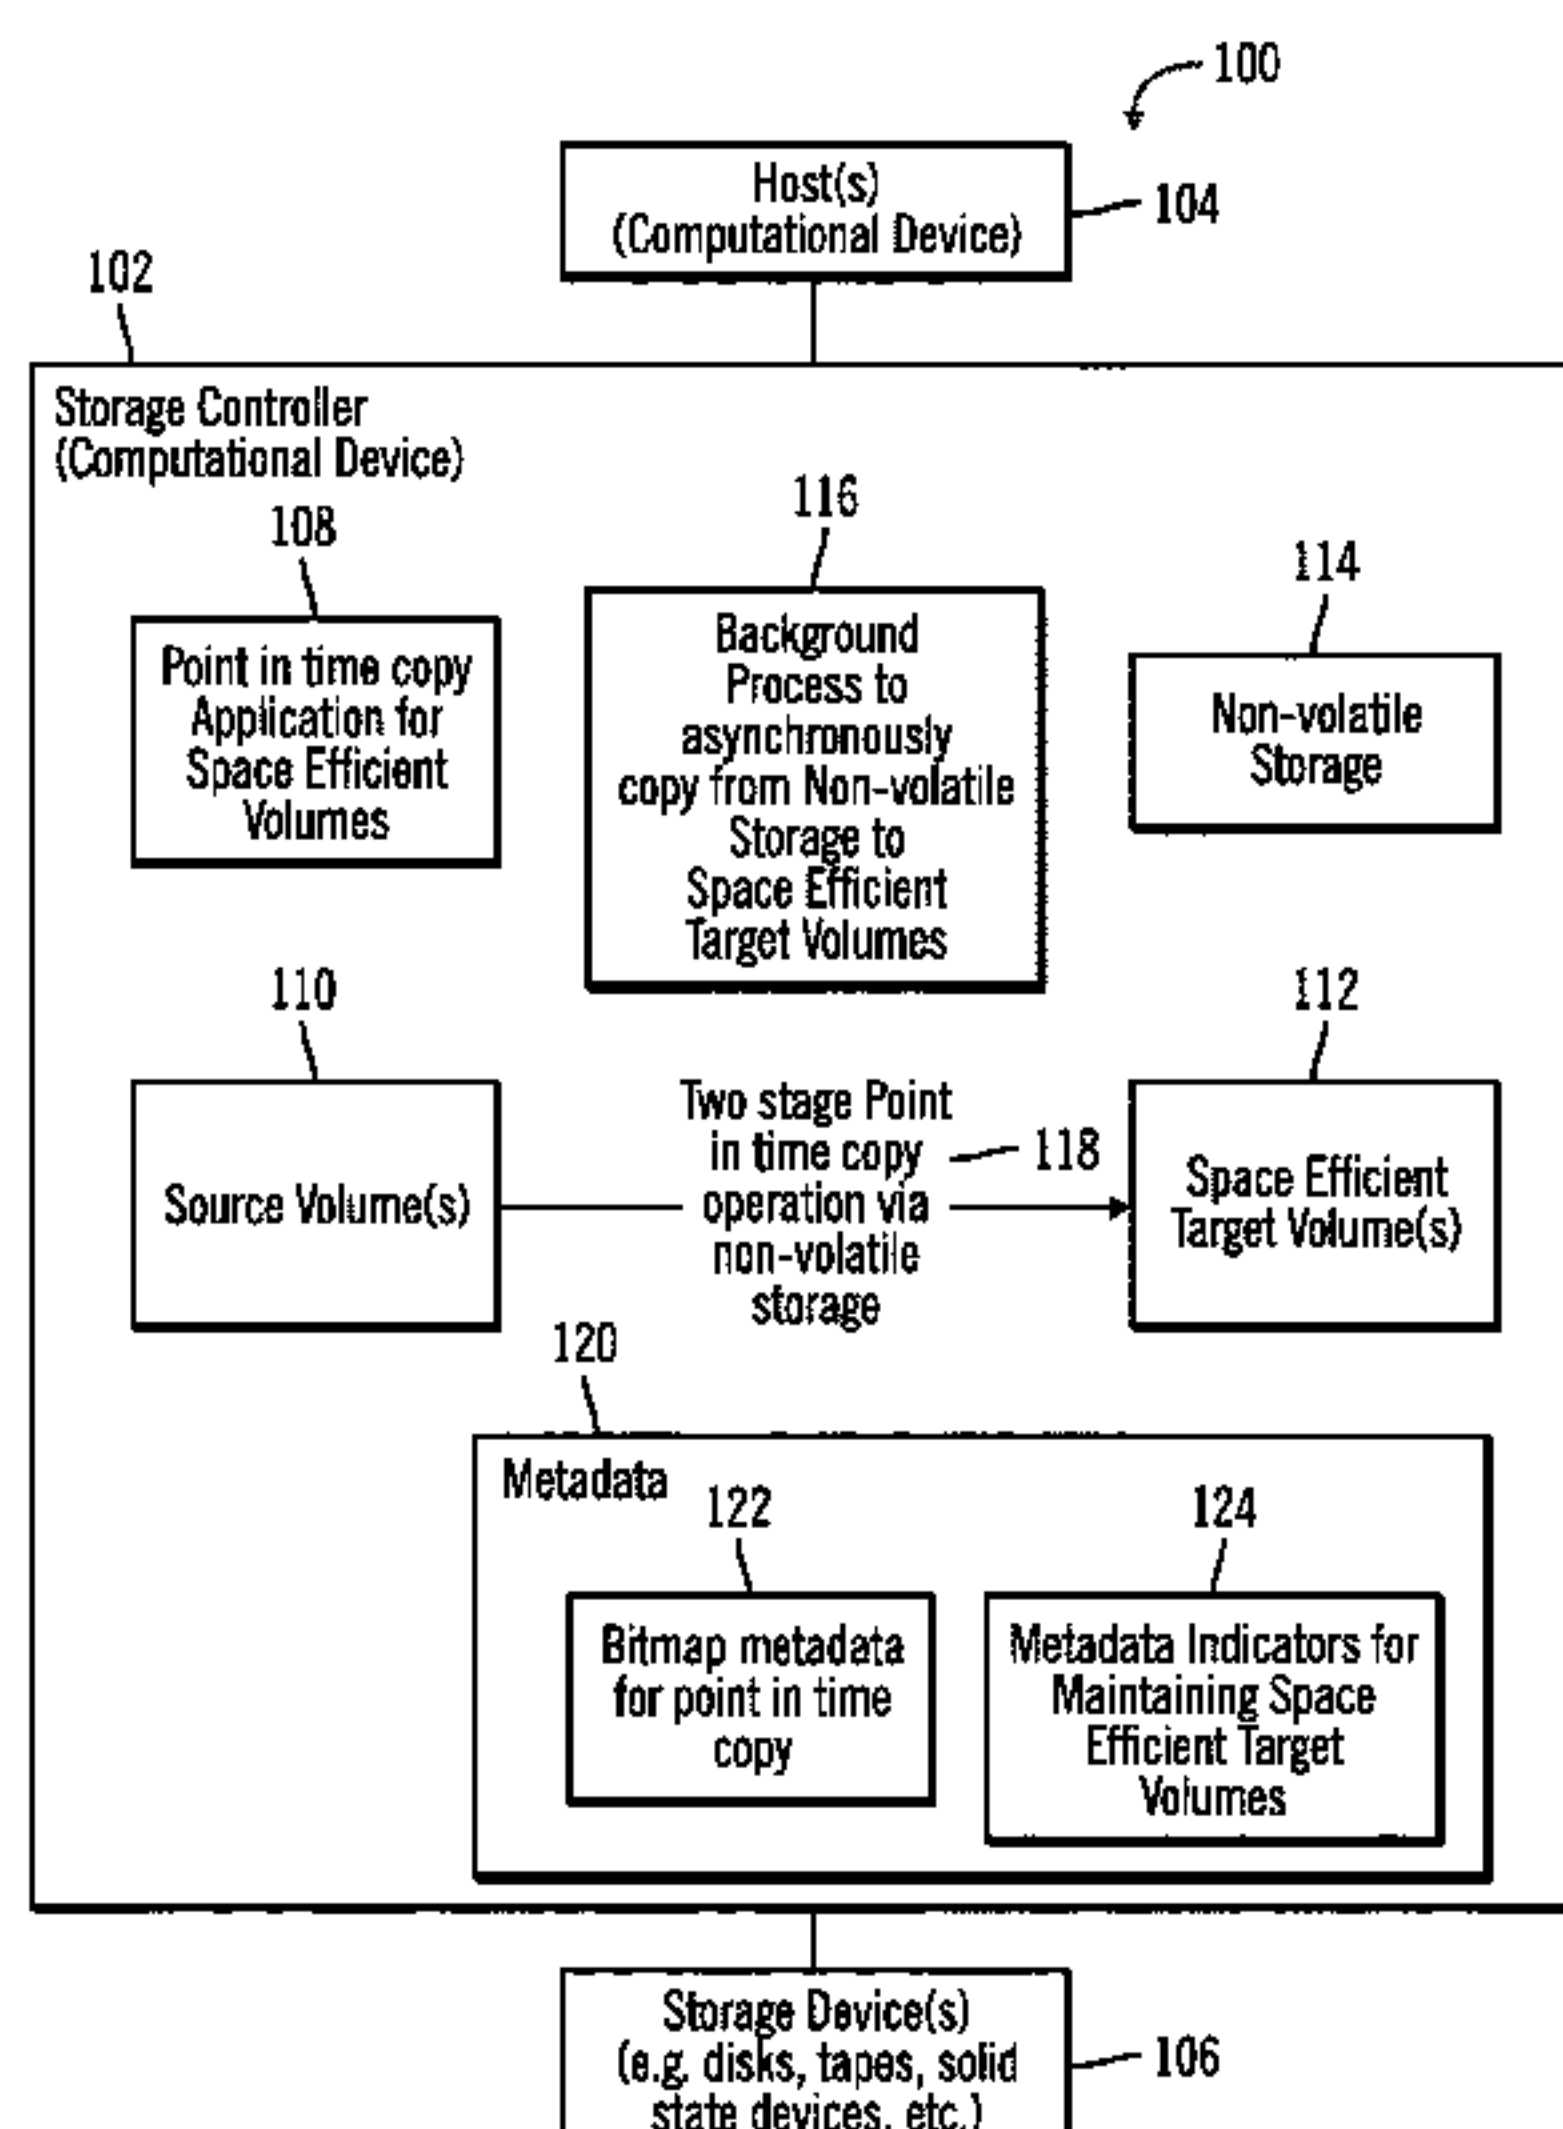 100
Host(s)
(Computational Device)
104
102
Storage Controller
(Computational Device)
108
116
114
Point in time copy
Application for
Space Efficient
Volumes
Background
Process to
asynchronously
copy from Non-volatile
Storage to
Space Efficient
Target Volumes
Non-volatile
Storage
110
112
Source Volume(s)
Two stage Point
in time copy
operation via
non-volatile
storage
118
Space Efficient
Target Volume(s)
120
Metadata
122
124
Bitmap metadata
for point in time
copy
Metadata Indicators for
Maintaining Space
Efficient Target
Volumes
Storage Device(s)
(e.g. disks, tapes, solid
state devices, etc.)
106